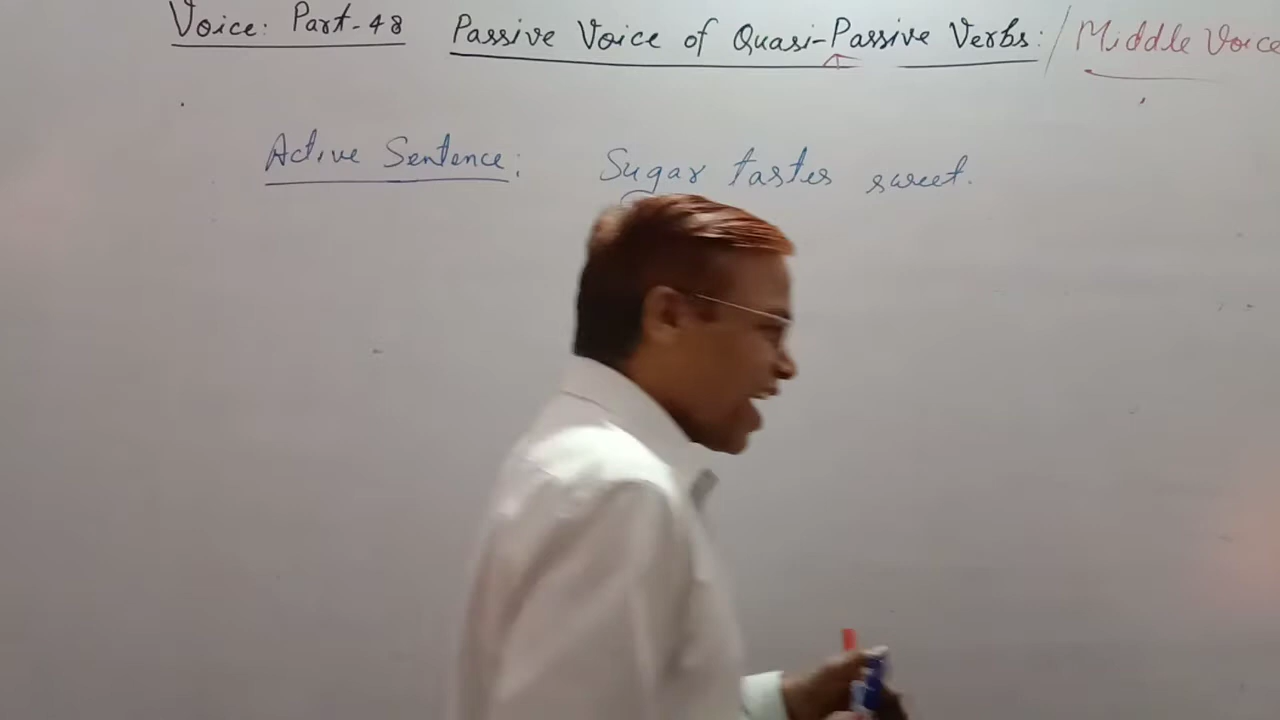 Voice: Part-48 Passive Voice of Quasi-Passive Verbs: / Middle Voice
Active Sentence: Sugar tastes sweet.